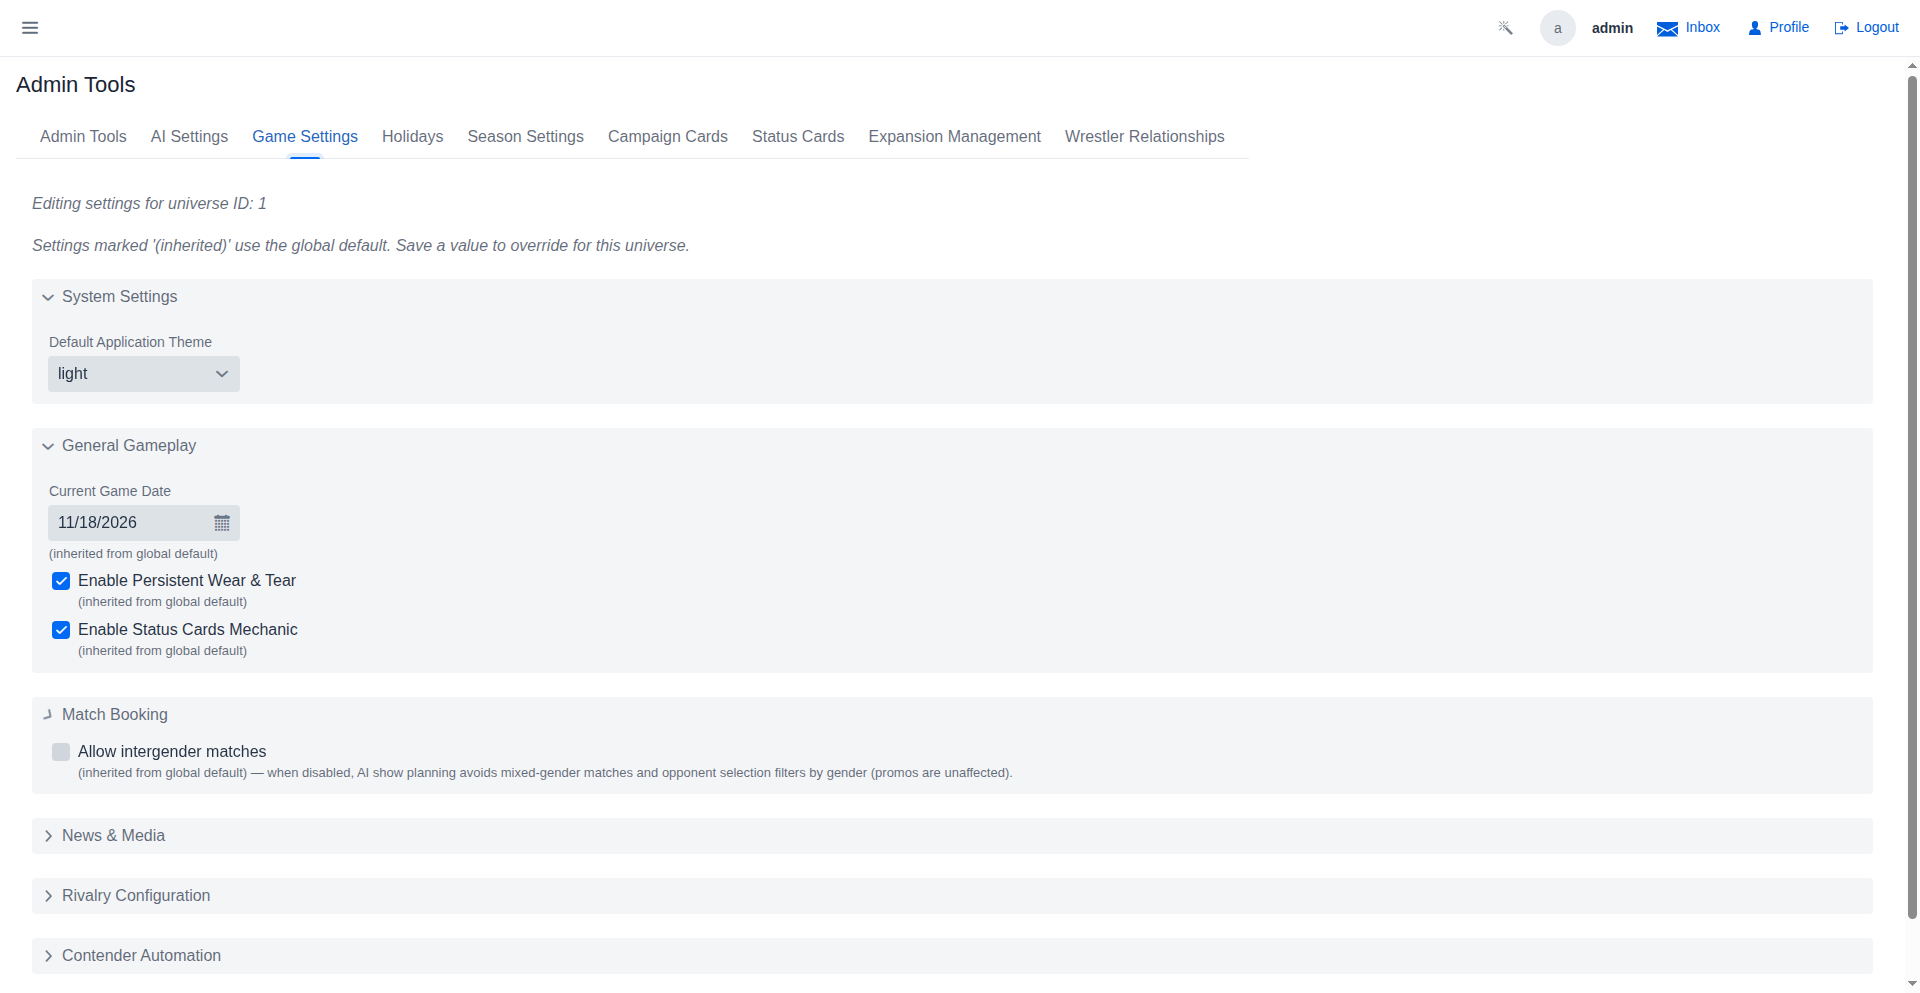 a
admin
Inbox
Profile
Logout
Admin Tools
Admin Tools
AI Settings
Game Settings
Holidays
Season Settings
Campaign Cards
Status Cards
Expansion Management
Wrestler Relationships
Editing settings for universe ID: 1
Settings marked '(inherited)' use the global default. Save a value to override for this universe.
System Settings
Default Application Theme
light
General Gameplay
Current Game Date
11/18/2026
(inherited from global default)
Enable Persistent Wear & Tear
(inherited from global default)
Enable Status Cards Mechanic
(inherited from global default)
Match Booking
Allow intergender matches
(inherited from global default) — when disabled, AI show planning avoids mixed-gender matches and opponent selection filters by gender (promos are unaffected).
News & Media
Rivalry Configuration
Contender Automation